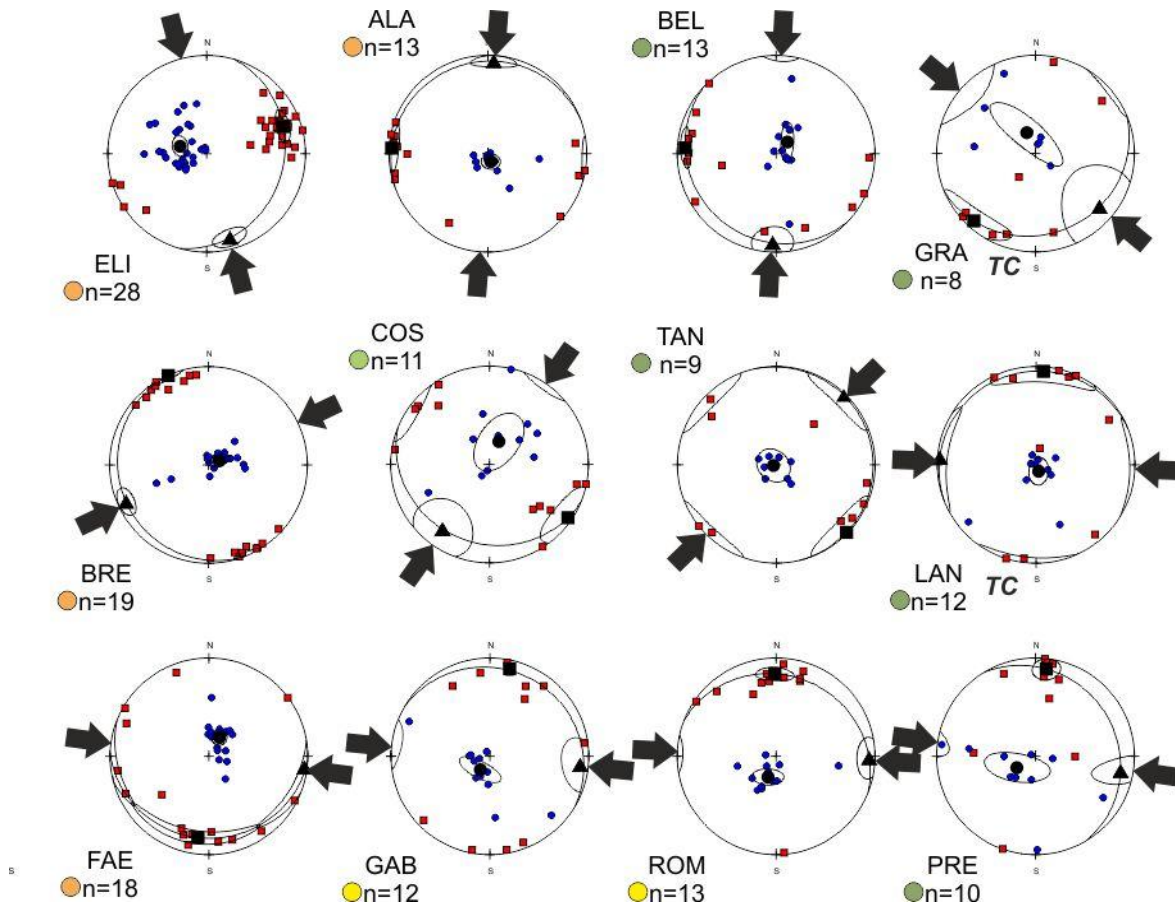 ALA
n=13
BEL
n=13
N
N
N
N
S
ELI
n=28
S
S
S
GRA
n=8
TC
COS
n=11
TAN
n=9
N
N
N
N
S
BRE
n=19
S
S
S
LAN
n=12
TC
N
N
N
N
S
S
FAE
n=18
S
GAB
n=12
S
ROM
n=13
S
PRE
n=10